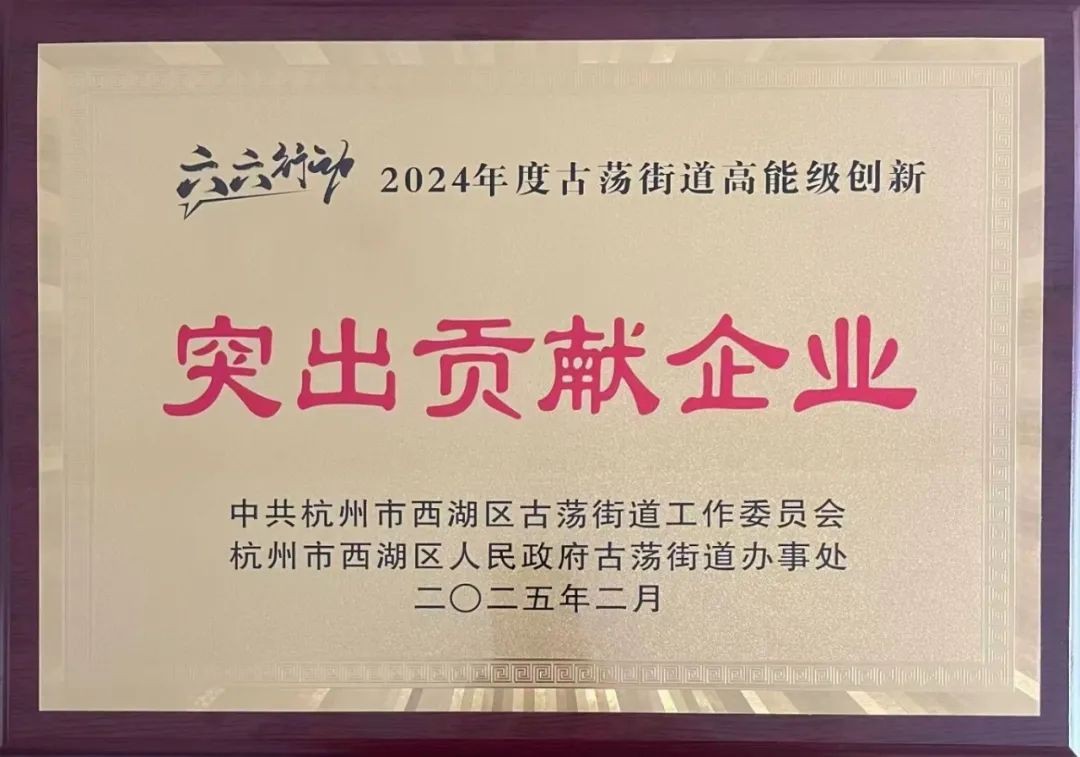 六六行动 2024年度古荡街道高能级创新
突出贡献企业
中共杭州市西湖区古荡街道工作委员会
杭州市西湖区人民政府古荡街道办事处
二〇二五年二月